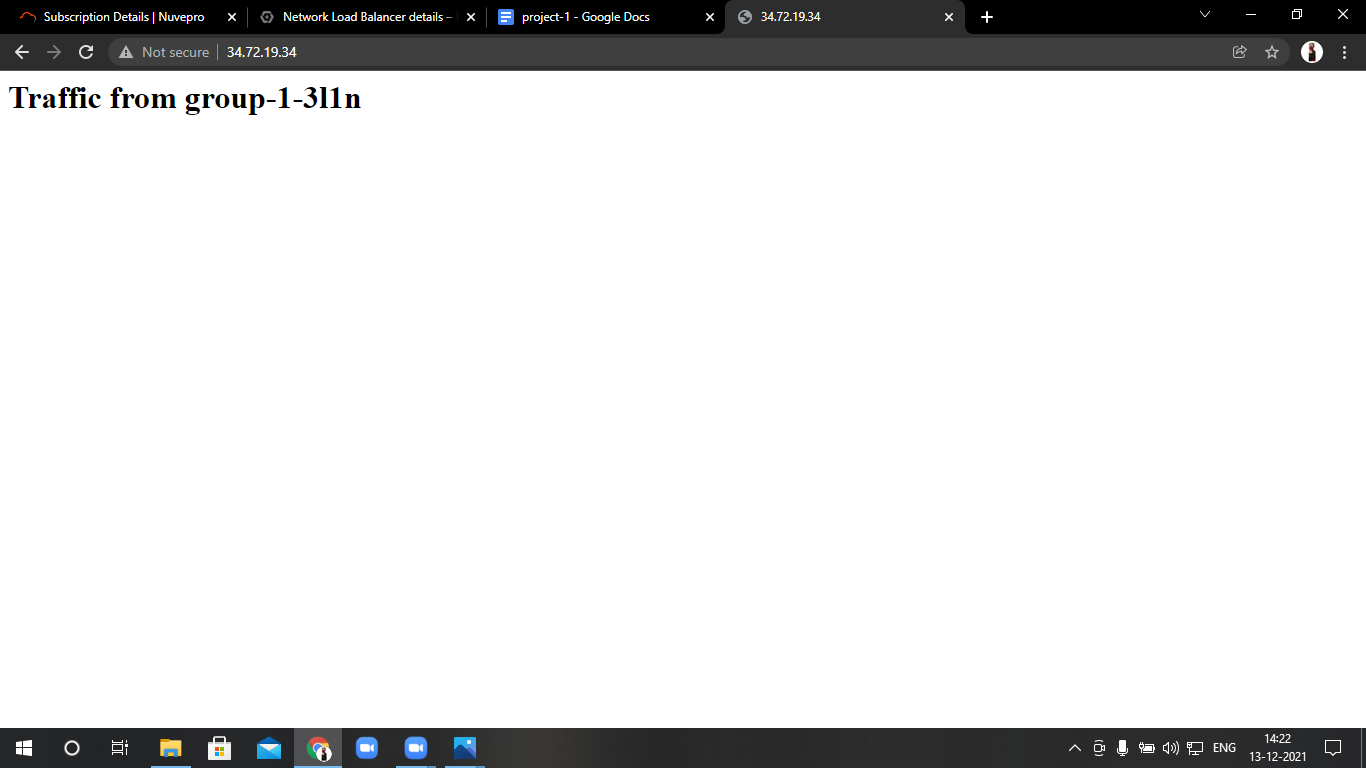 Subscription Details | Nuvepro
Network Load Balancer details –
project-1 - Google Docs
34.72.19.34
Not secure
34.72.19.34
Traffic from group-1-3l1n
ENG
14:22
13-12-2021